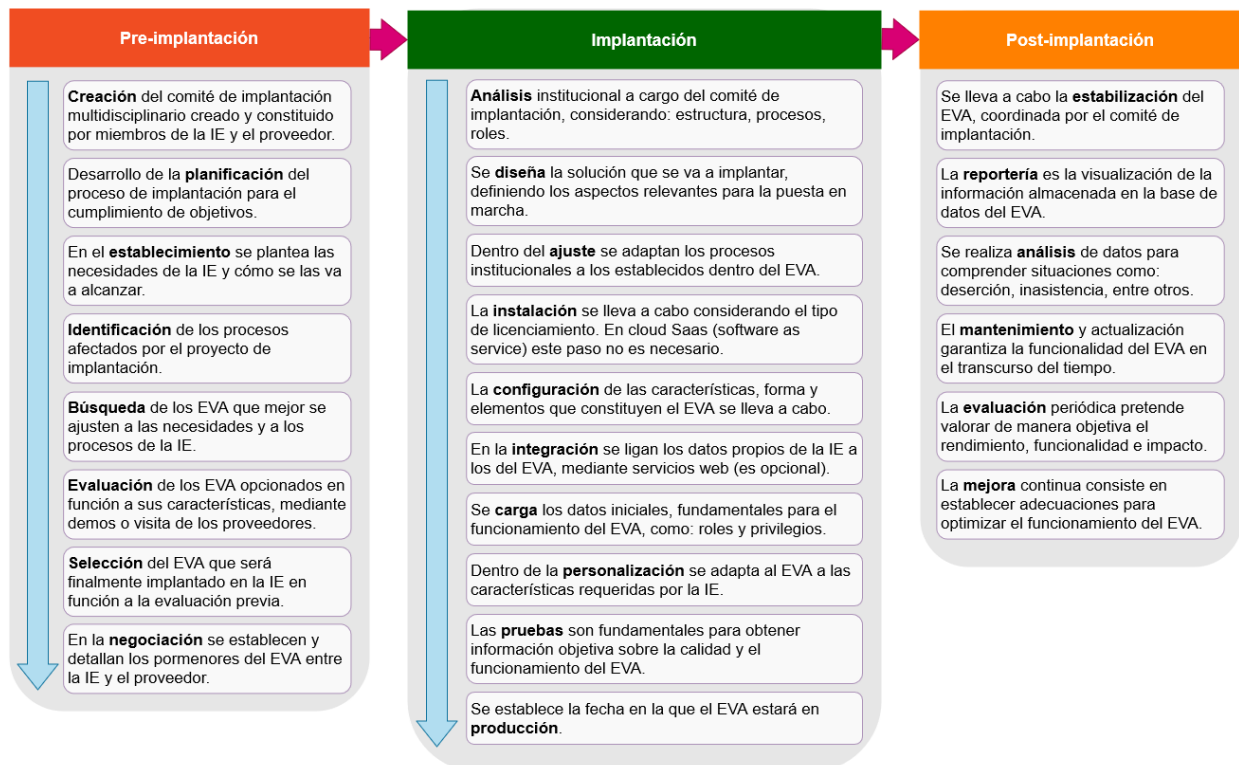 Pre-implantación
Creación del comité de implantación
multidisciplinario creado y constituido
por miembros de la IE y el proveedor.
Desarrollo de la planificación del
proceso de implantación para el
cumplimiento de objetivos.
En el establecimiento se plantea las
necesidades de la IE y cómo se las va
a alcanzar.
Identificación de los procesos
afectados por el proyecto de
implantación.
Búsqueda de los EVA que mejor se
ajusten a las necesidades y a los
procesos de la IE.
Evaluación de los EVA opcionados en
función a sus características, mediante
demos o visita de los proveedores.
Selección del EVA que será
finalmente implantado en la IE en
función a la evaluación previa.
En la negociación se establecen y
detallan los pormenores del EVA entre
la IE y el proveedor.
Implantación
Análisis institucional a cargo del comité de
implantación, considerando: estructura, procesos,
roles.
Se diseña la solución que se va a implantar,
definiendo los aspectos relevantes para la puesta en
marcha.
Dentro del ajuste se adaptan los procesos
institucionales a los establecidos dentro del EVA.
La instalación se lleva a cabo considerando el tipo
de licenciamiento. En cloud Saas (software as
service) este paso no es necesario.
La configuración de las características, forma y
elementos que constituyen el EVA se lleva a cabo.
En la integración se ligan los datos propios de la IE a
los del EVA, mediante servicios web (es opcional).
Se carga los datos iniciales, fundamentales para el
funcionamiento del EVA, como: roles y privilegios.
Dentro de la personalización se adapta al EVA a las
características requeridas por la IE.
Las pruebas son fundamentales para obtener
información objetiva sobre la calidad y el
funcionamiento del EVA.
Se establece la fecha en la que el EVA estará en
producción.
Post-implantación
Se lleva a cabo la estabilización del
EVA, coordinada por el comité de
implantación.
La reportería es la visualización de la
información almacenada en la base de
datos del EVA.
Se realiza análisis de datos para
comprender situaciones como:
deserción, inasistencia, entre otros.
El mantenimiento y actualización
garantiza la funcionalidad del EVA en
el transcurso del tiempo.
La evaluación periódica pretende
valorar de manera objetiva el
rendimiento, funcionalidad e impacto.
La mejora continua consiste en
establecer adecuaciones para
optimizar el funcionamiento del EVA.